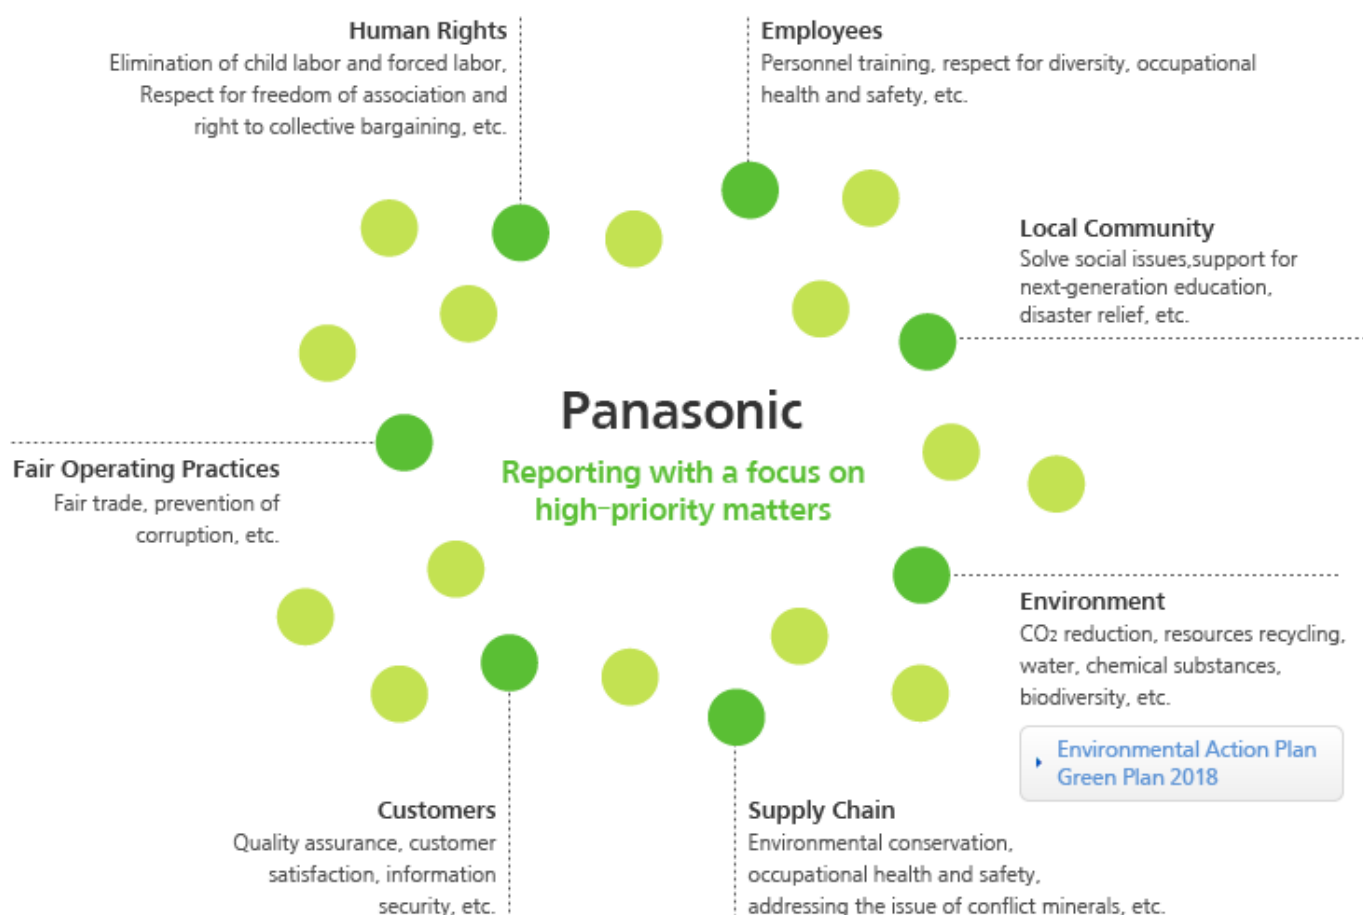 Human Rights
Elimination of child labor and forced labor,
Respect for freedom of association and
right to collective bargaining, etc.
Employees
Personnel training, respect for diversity, occupational
health and safety, etc.
Local Community
Solve social issues,support for
next-generation education,
disaster relief, etc.
Panasonic
Reporting with a focus on
high-priority matters
Fair Operating Practices
Fair trade, prevention of
corruption, etc.
Environment
CO2 reduction, resources recycling,
water, chemical substances,
biodiversity, etc.
Environmental Action Plan
Green Plan 2018
Customers
Quality assurance, customer
satisfaction, information
security, etc.
Supply Chain
Environmental conservation,
occupational health and safety,
addressing the issue of conflict minerals, etc.